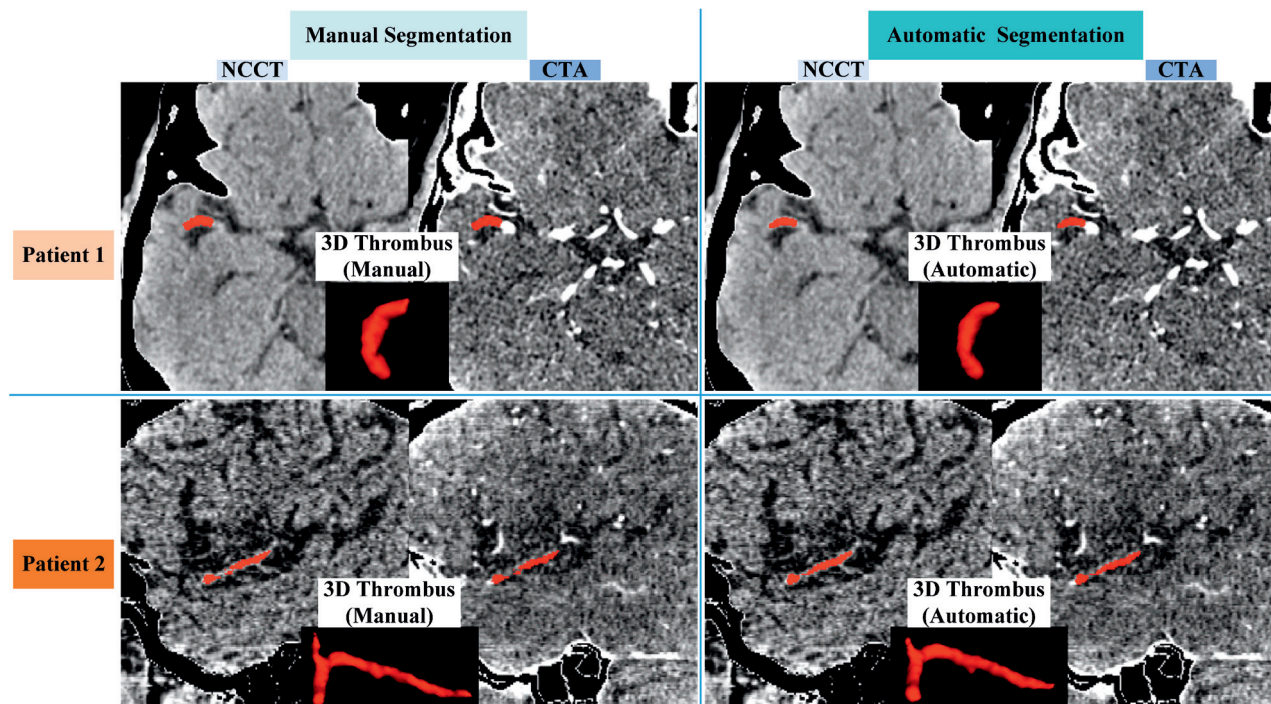 Manual Segmentation
Automatic Segmentation
NCCT
CTA
NCCT
CTA
Patient 1
3D Thrombus
(Manual)
3D Thrombus
(Automatic)
Patient 2
3D Thrombus
(Manual)
3D Thrombus
(Automatic)